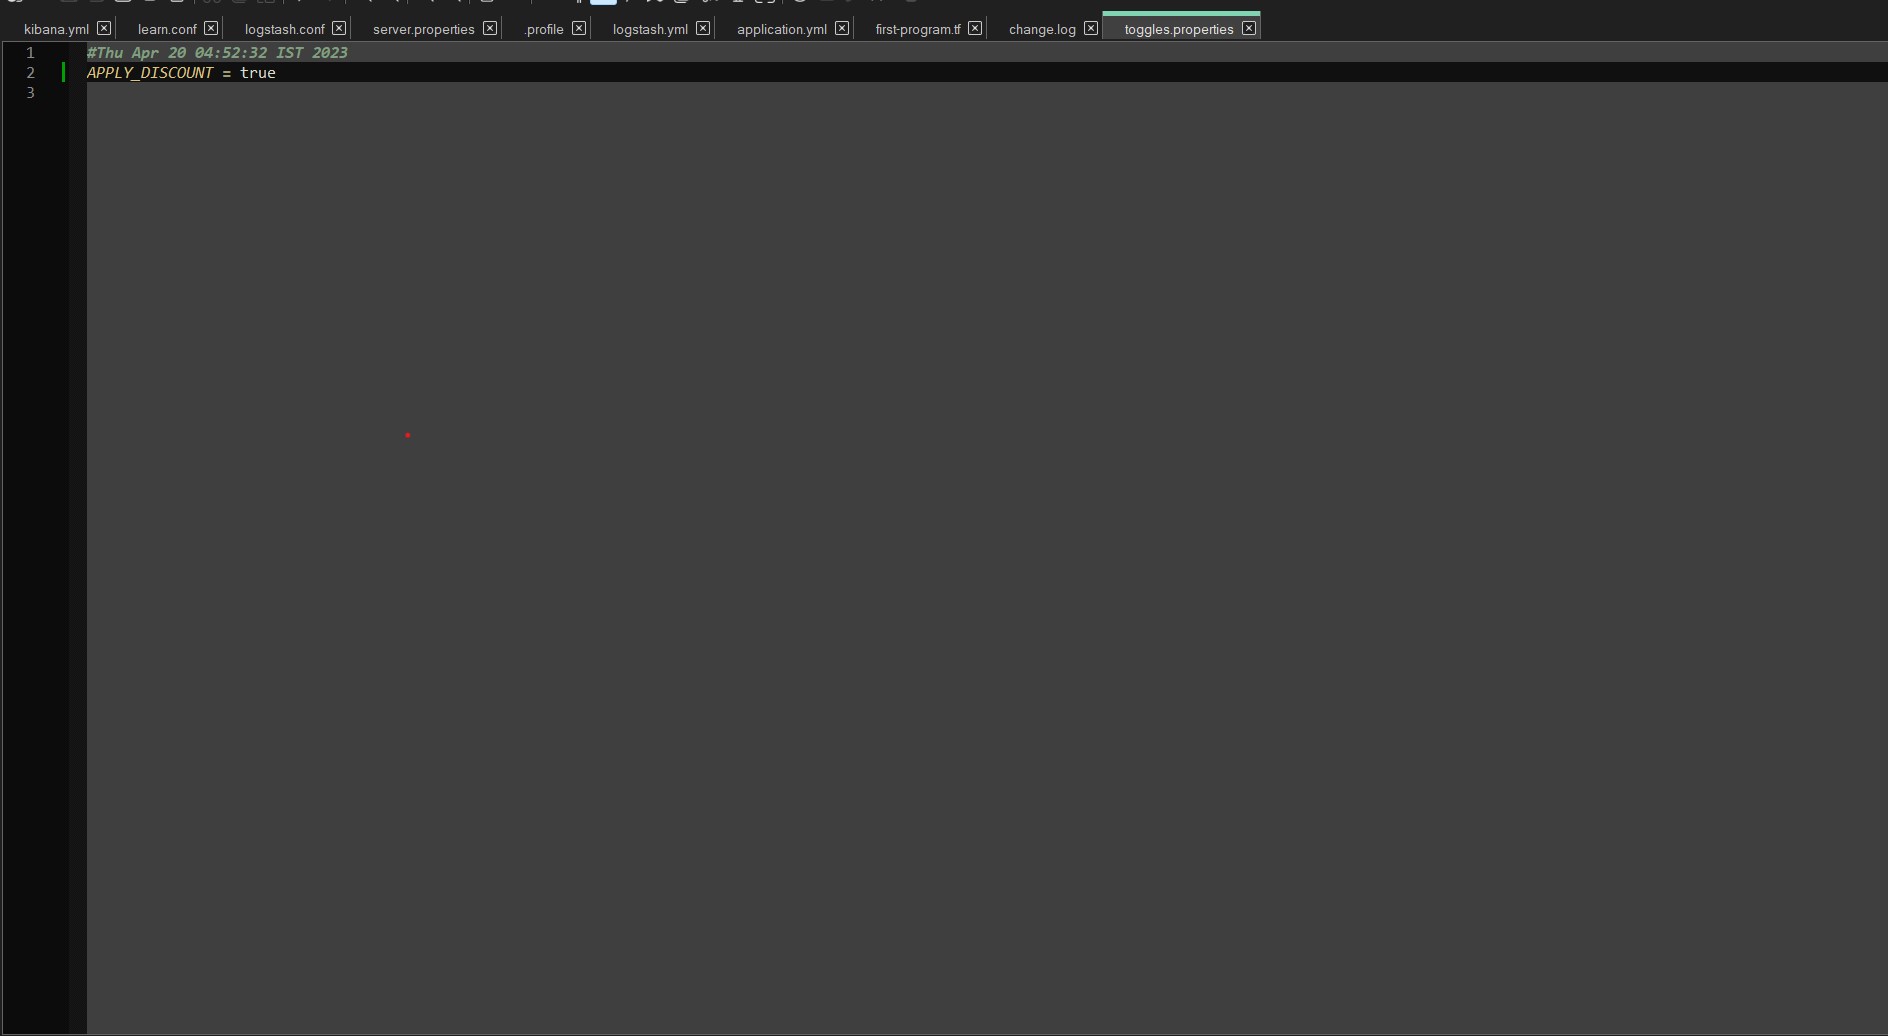 kibana.yml learn.conf logstash.conf server.properties .profile logstash.yml application.yml first-program.tf change.log toggles.properties
1 #Thu Apr 20 04:52:32 IST 2023
2 APPLY_DISCOUNT = true
3